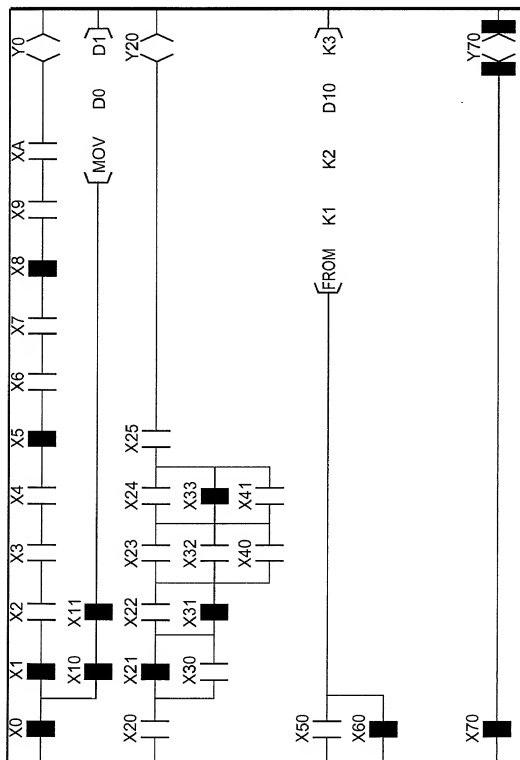 X0 X1 X2 X3 X4 X5 X6 X7 X8 X9 XA Y0
X10 X11 MOV D0 D1
X20 X21 X22 X23 X24 X25 Y20
X30 X31 X32 X33
X40 X41
X50 FROM K1 K2 D10 K3
X60
X70 Y70